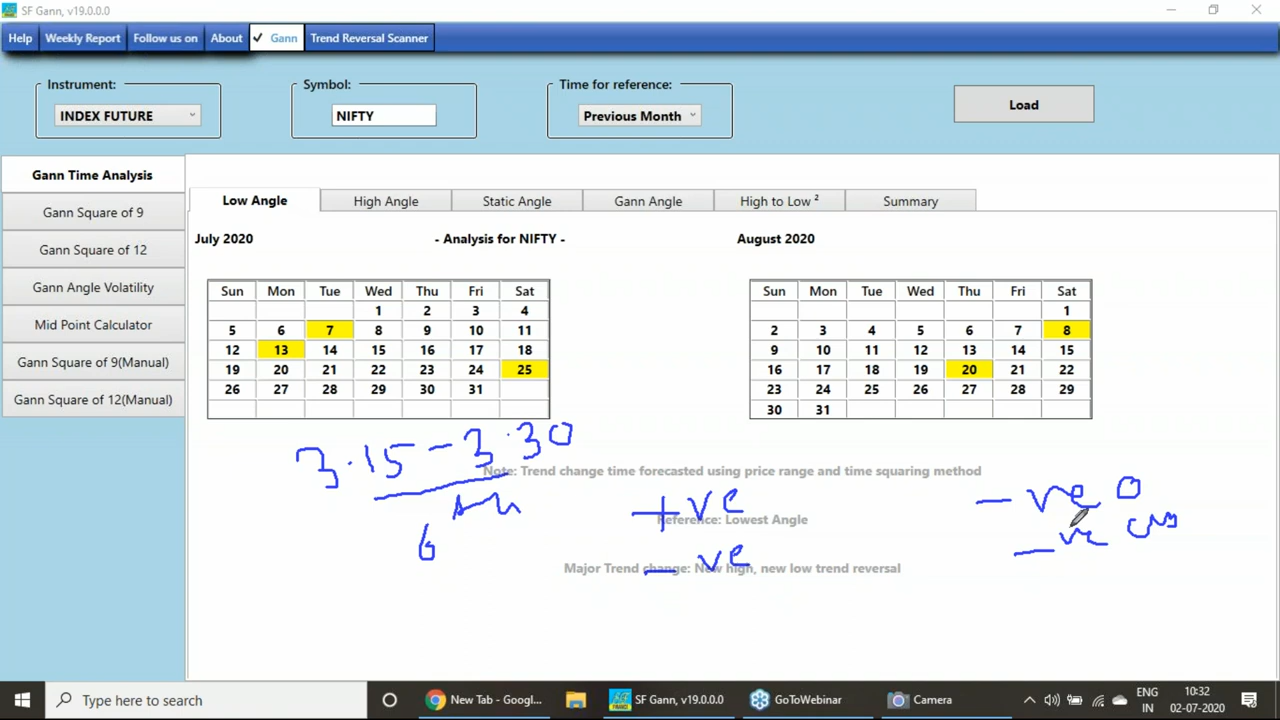 SF Gann, v19.0.0.0
Help Weekly Report Follow us on About ✓ Gann Trend Reversal Scanner
Instrument: Symbol: Time for reference:
INDEX FUTURE NIFTY Previous Month Load
Gann Time Analysis
Gann Square of 9
Gann Square of 12
Gann Angle Volatility
Mid Point Calculator
Gann Square of 9(Manual)
Gann Square of 12(Manual)
Low Angle High Angle Static Angle Gann Angle High to Low ² Summary
July 2020 - Analysis for NIFTY - August 2020
Sun Mon Tue Wed Thu Fri Sat
1 2 3 4
5 6 7 8 9 10 11
12 13 14 15 16 17 18
19 20 21 22 23 24 25
26 27 28 29 30 31
Sun Mon Tue Wed Thu Fri Sat
1
2 3 4 5 6 7 8
9 10 11 12 13 14 15
16 17 18 19 20 21 22
23 24 25 26 27 28 29
30 31
3.15 - 3.30
Note: Trend change time forecasted using price range and time squaring method
+ve
-ve O
Reference: Lowest Angle
-ve
6
-ve
Major Trend change: New high, new low trend reversal
Type here to search
New Tab - Googl... SF Gann, v19.0.0.0 GoToWebinar Camera
ENG
IN
10:32
02-07-2020